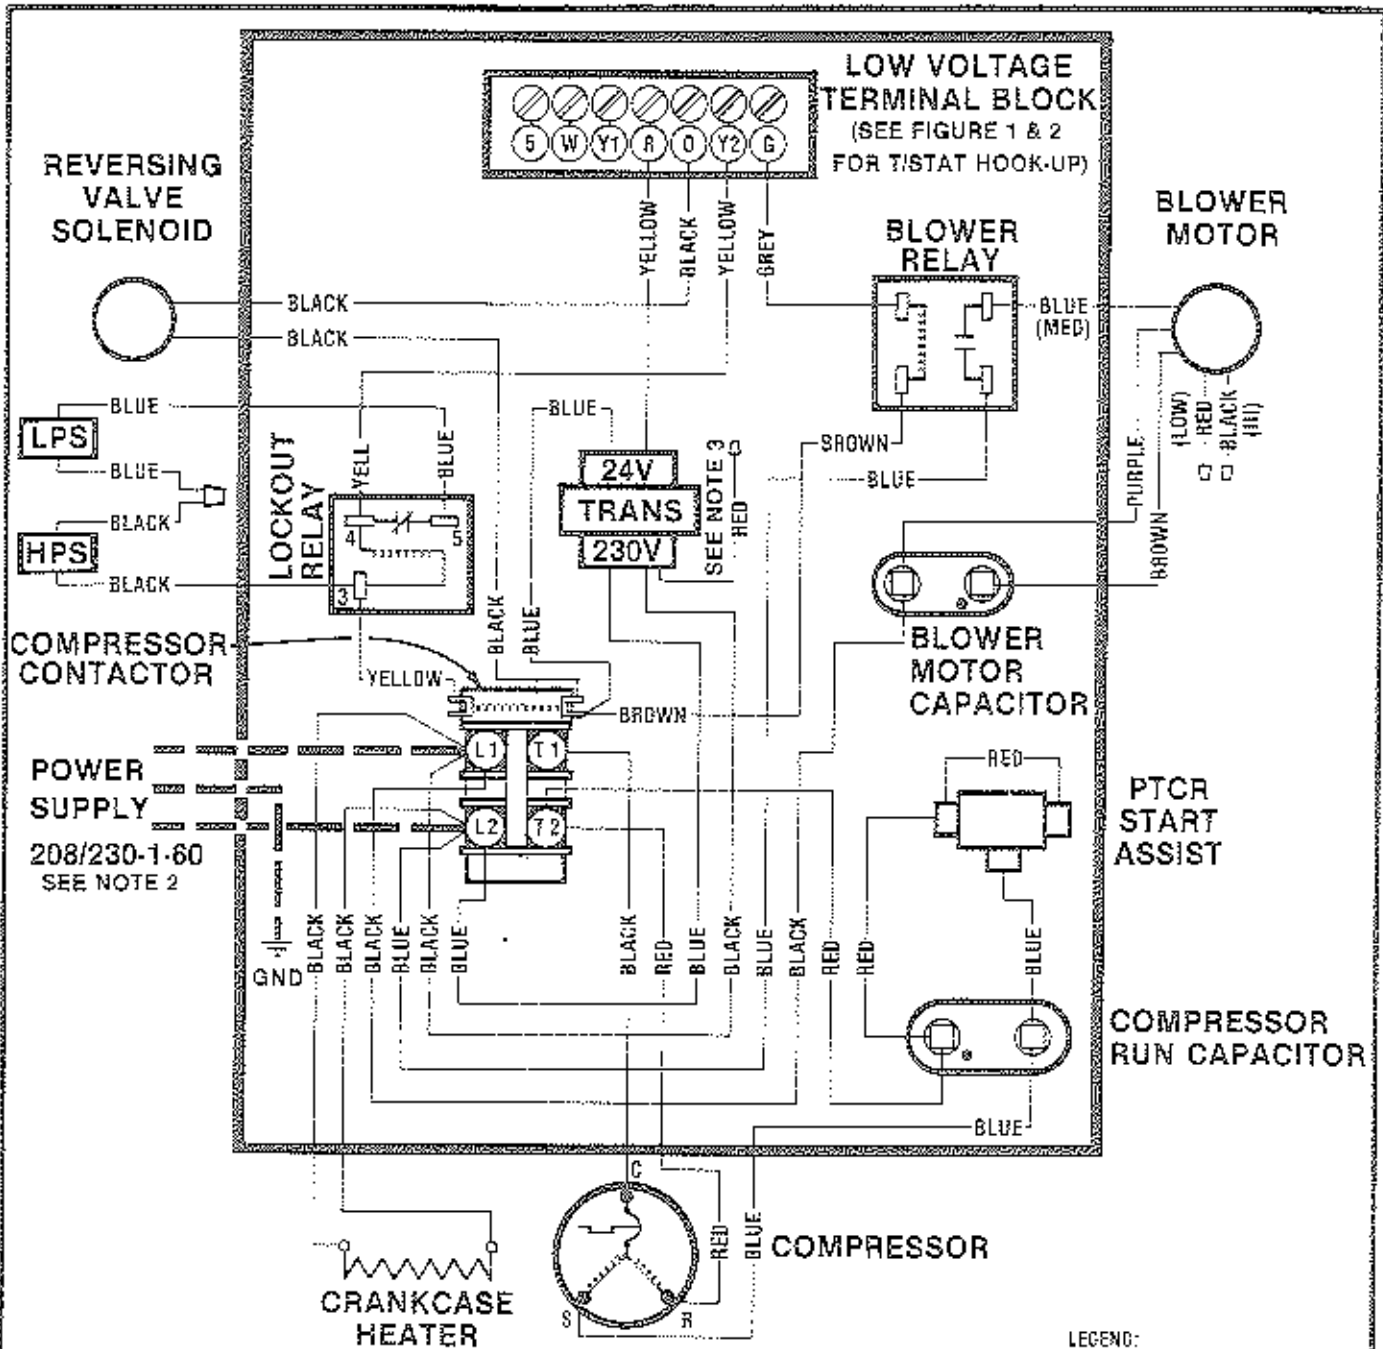 LOW VOLTAGE
TERMINAL BLOCK
(SEE FIGURE 1 & 2
FOR T/STAT HOOK-UP)
5 W Y1 R O Y2 G
REVERSING
VALVE
SOLENOID
BLOWER
MOTOR
BLOWER
RELAY
YELLOW
BLACK
YELLOW
GREY
BLACK
BLACK
BLUE
(MED)
(LOW)
RED
BLACK
(HI)
BLUE
LPS
BLUE
BLACK
HPS
BLACK
YELL
BLUE
LOCKOUT
RELAY
4
5
3
BLUE
24V
TRANS
230V
SEE NOTE 3
RED
BROWN
BLUE
PURPLE
BROWN
BLACK
BLUE
COMPRESSOR
CONTACTOR
YELLOW
BROWN
BLOWER
MOTOR
CAPACITOR
L1
T1
L2
T2
POWER
SUPPLY
208/230-1-60
SEE NOTE 2
GND
RED
PTCR
START
ASSIST
BLACK
BLACK
BLACK
BLUE
BLACK
BLUE
BLACK
RED
BLUE
BLACK
BLUE
BLACK
RED
RED
BLUE
COMPRESSOR
RUN CAPACITOR
BLUE
C
S
R
RED
BLUE
COMPRESSOR
CRANKCASE
HEATER
LEGEND: